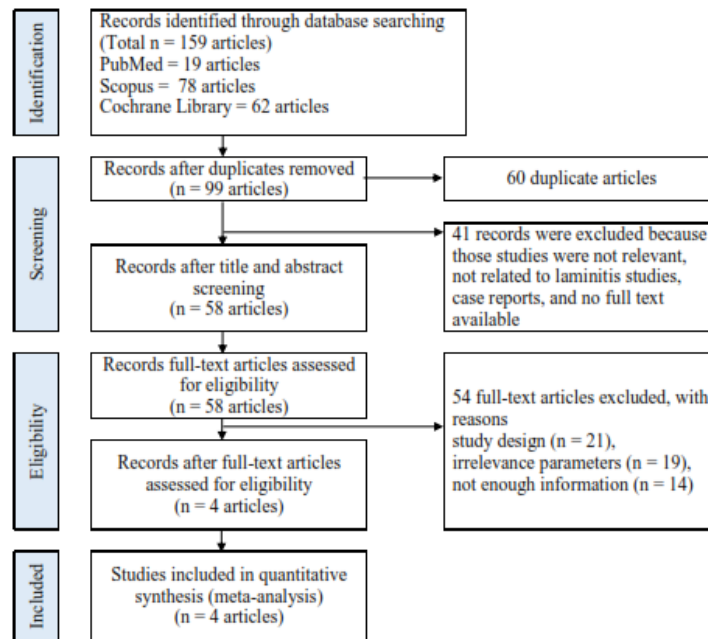 Identification
Records identified through database searching
(Total n = 159 articles)
PubMed = 19 articles
Scopus = 78 articles
Cochrane Library = 62 articles
Screening
Records after duplicates removed
(n = 99 articles)
60 duplicate articles
41 records were excluded because
those studies were not relevant,
not related to laminitis studies,
case reports, and no full text
available
Records after title and abstract
screening
(n = 58 articles)
Eligibility
Records full-text articles assessed
for eligibility
(n = 58 articles)
54 full-text articles excluded, with
reasons
study design (n = 21),
irrelevance parameters (n = 19),
not enough information (n = 14)
Records after full-text articles
assessed for eligibility
(n = 4 articles)
Included
Studies included in quantitative
synthesis (meta-analysis)
(n = 4 articles)